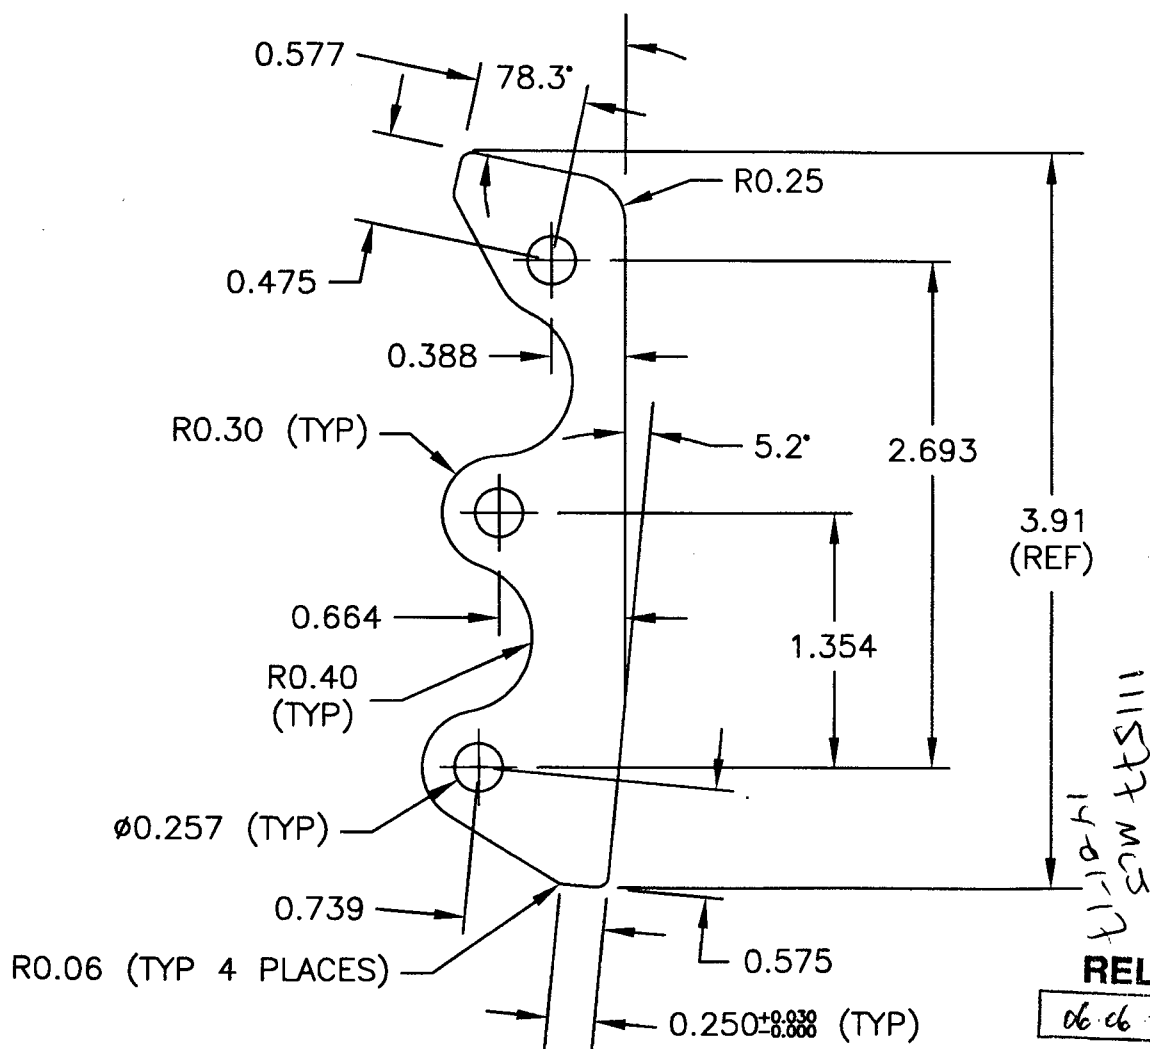 0.577
78.3°
R0.25
0.475
0.388
R0.30 (TYP)
5.2°
2.693
3.91
(REF)
0.664
1.354
R0.40
(TYP)
ø0.257 (TYP)
0.739
R0.06 (TYP 4 PLACES)
0.575
0.250+0.030 -0.000 (TYP)
REL
06.06